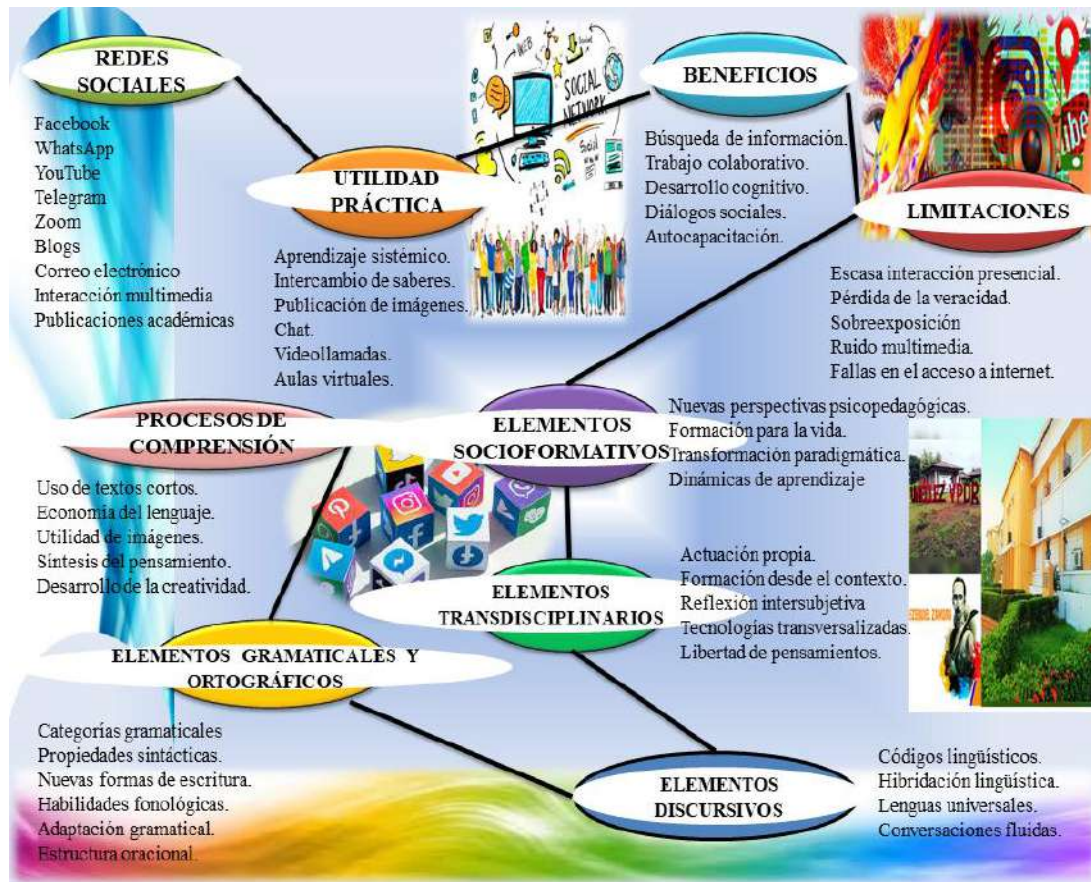 REDES
SOCIALES
Facebook
WhatsApp
YouTube
Telegram
Zoom
Blogs
Correo electrónico
Interacción multimedia
Publicaciones académicas
UTILIDAD
PRÁCTICA
Aprendizaje sistémico.
Intercambio de saberes.
Publicación de imágenes.
Chat.
Videollamadas.
Aulas virtuales.
SOCIAL
NETWORK
Social
BENEFICIOS
Búsqueda de información.
Trabajo colaborativo.
Desarrollo cognitivo.
Diálogos sociales.
Autocapacitación.
LIMITACIONES
Escasa interacción presencial.
Pérdida de la veracidad.
Sobreexposición
Ruido multimedia.
Fallas en el acceso a internet.
ELEMENTOS
SOCIOFORMATIVOS
Nuevas perspectivas psicopedagógicas.
Formación para la vida.
Transformación paradigmática.
Dinámicas de aprendizaje
PROCESOS DE
COMPRENSIÓN
Uso de textos cortos.
Economía del lenguaje.
Utilidad de imágenes.
Síntesis del pensamiento.
Desarrollo de la creatividad.
ELEMENTOS
TRANSDISCIPLINARIOS
Actuación propia.
Formación desde el contexto.
Reflexión intersubjetiva
Tecnologías transversalizadas.
Libertad de pensamientos.
ELEMENTOS GRAMATICALES Y
ORTOGRÁFICOS
Categorías gramaticales
Propiedades sintácticas.
Nuevas formas de escritura.
Habilidades fonológicas.
Adaptación gramatical.
Estructura oracional.
ELEMENTOS
DISCURSIVOS
Códigos lingüísticos.
Hibridación lingüística.
Lenguas universales.
Conversaciones fluidas.